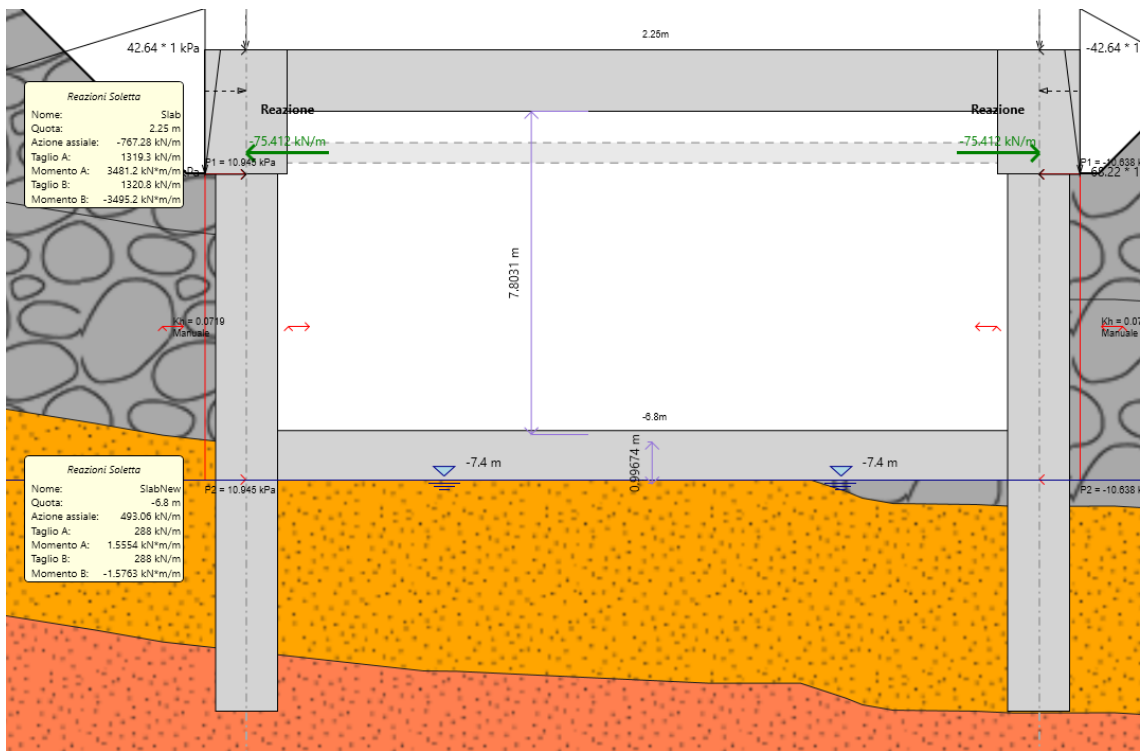 2.25m
42.64 * 1 kPa
-42.64 * 1
Reazioni Soletta
Nome: Slab
Quota: 2.25 m
Azione assiale: -767.28 kN/m
Taglio A: 1319.3 kN/m
Momento A: 3481.2 kN*m/m
Taglio B: 1320.8 kN/m
Momento B: -3495.2 kN*m/m
Reazione
Reazione
-75.412 kN/m
-75.412 kN/m
P1 = 10.945 kPa
P1 = -10.638 k
Pa
68.22 * 1
7.8031 m
Kh = 0.0719
Manuale
Kh = 0.07
Manuale
-6.8m
0.99674 m
-7.4 m
-7.4 m
Reazioni Soletta
Nome: SlabNew
Quota: -6.8 m
Azione assiale: 493.06 kN/m
Taglio A: 288 kN/m
Momento A: 1.5554 kN*m/m
Taglio B: 288 kN/m
Momento B: -1.5763 kN*m/m
P2 = 10.945 kPa
P2 = -10.638 k